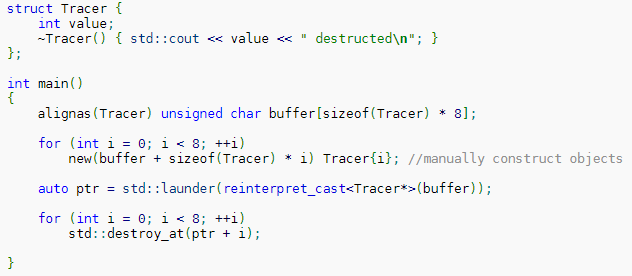 struct Tracer {
    int value;
    ~Tracer() { std::cout << value << " destructed\n"; }
};

int main()
{
    alignas(Tracer) unsigned char buffer[sizeof(Tracer) * 8];

    for (int i = 0; i < 8; ++i)
        new(buffer + sizeof(Tracer) * i) Tracer{i}; //manually construct objects

    auto ptr = std::launder(reinterpret_cast<Tracer*>(buffer));

    for (int i = 0; i < 8; ++i)
        std::destroy_at(ptr + i);

}